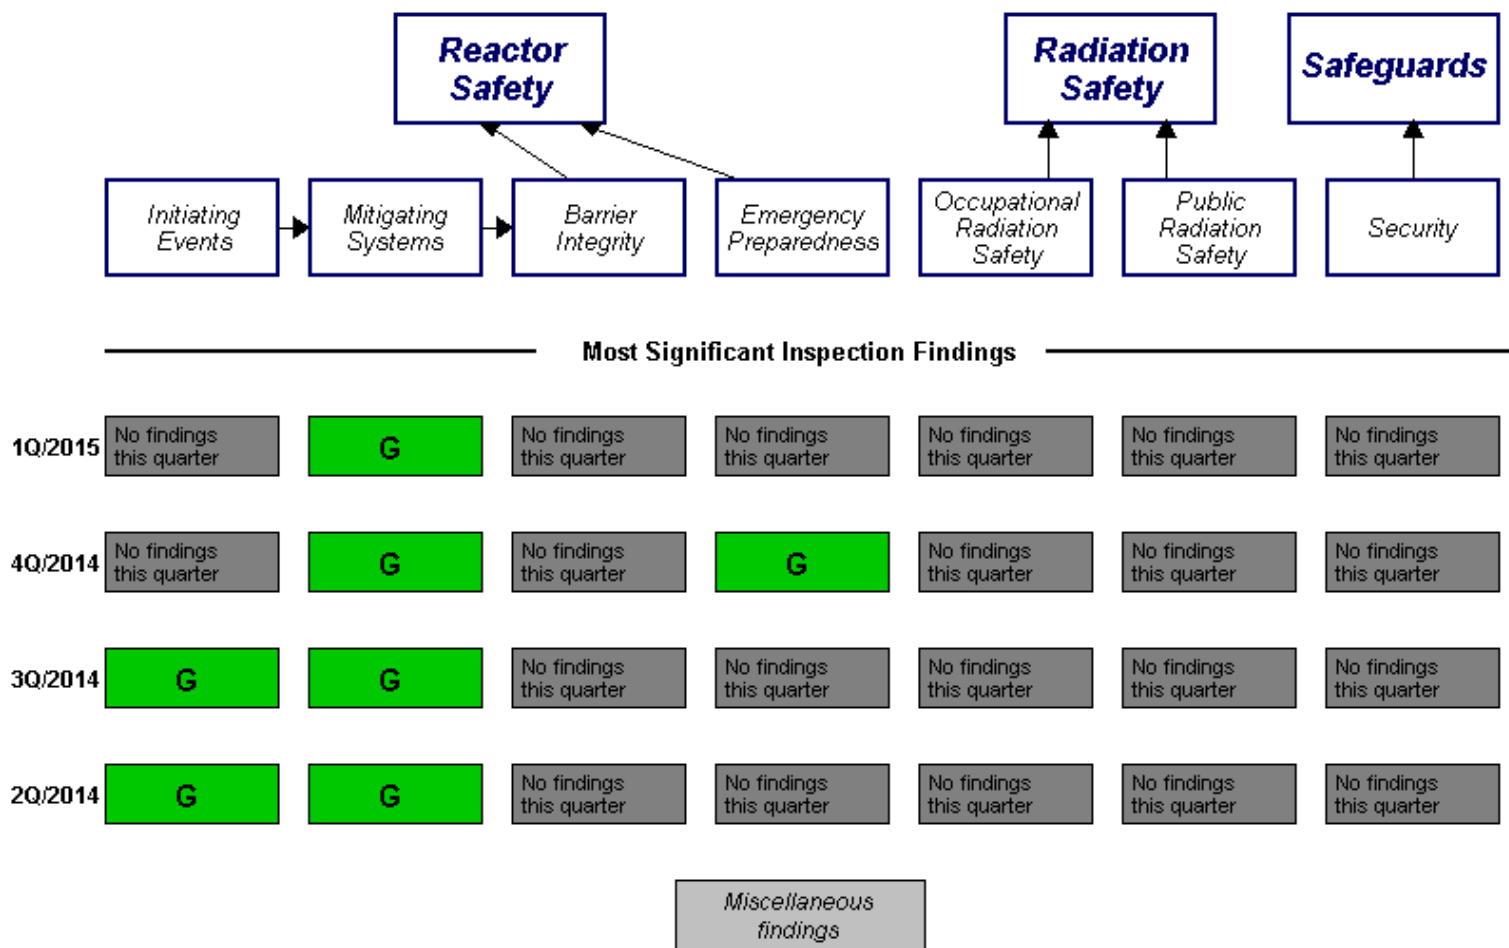 Reactor
Safety
Radiation
Safety
Safeguards
Initiating
Events
Mitigating
Systems
Barrier
Integrity
Emergency
Preparedness
Occupational
Radiation
Safety
Public
Radiation
Safety
Security
Most Significant Inspection Findings
1Q/2015
No findings
this quarter
G
No findings
this quarter
No findings
this quarter
No findings
this quarter
No findings
this quarter
No findings
this quarter
4Q/2014
No findings
this quarter
G
No findings
this quarter
G
No findings
this quarter
No findings
this quarter
No findings
this quarter
3Q/2014
G
G
No findings
this quarter
No findings
this quarter
No findings
this quarter
No findings
this quarter
No findings
this quarter
2Q/2014
G
G
No findings
this quarter
No findings
this quarter
No findings
this quarter
No findings
this quarter
No findings
this quarter
Miscellaneous
findings